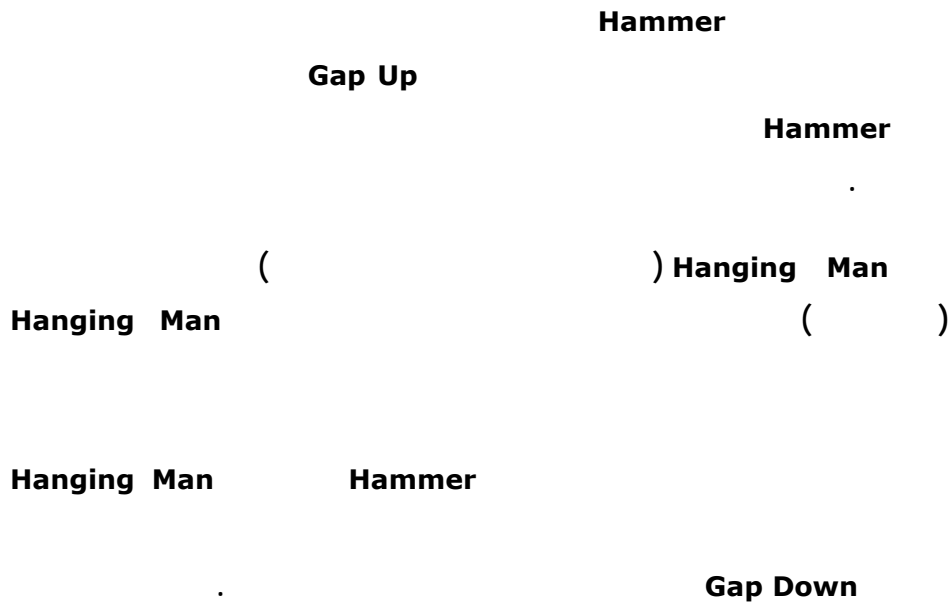 Hammer
Gap Up
Hammer
.
( ) Hanging Man
Hanging Man ( )
Hanging Man Hammer
. Gap Down